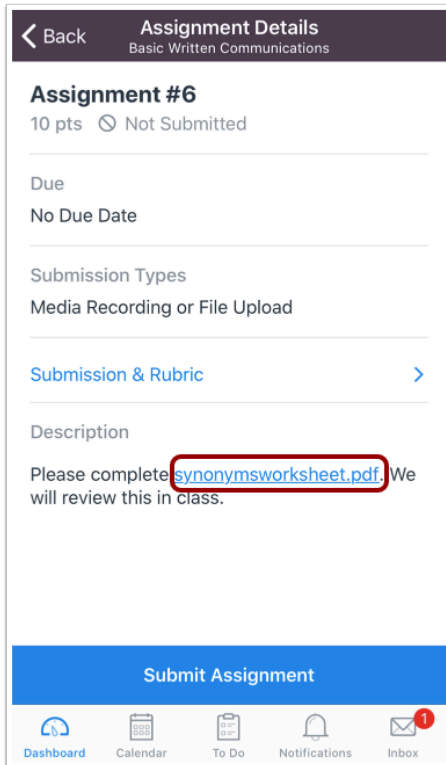 Back
Assignment Details
Basic Written Communications
Assignment #6
10 pts Not Submitted
Due
No Due Date
Submission Types
Media Recording or File Upload
Submission & Rubric
Description
Please complete synonymsworksheet.pdf. We
will review this in class.
Submit Assignment
1
Dashboard Calendar To Do Notifications Inbox